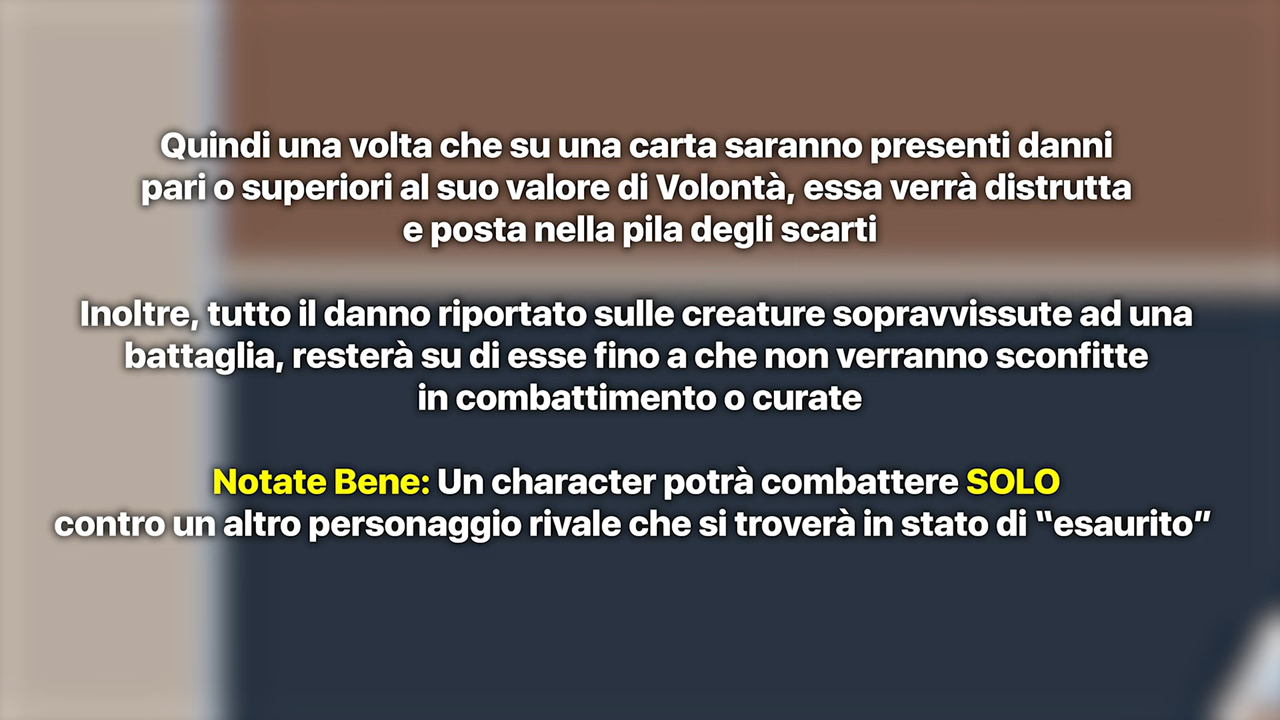 Quindi una volta che su una carta saranno presenti danni
pari o superiori al suo valore di Volontà, essa verrà distrutta
e posta nella pila degli scarti
Inoltre, tutto il danno riportato sulle creature sopravvissute ad una
battaglia, resterà su di esse fino a che non verranno sconfitte
in combattimento o curate
Notate Bene: Un character potrà combattere SOLO
contro un altro personaggio rivale che si troverà in stato di “esaurito”